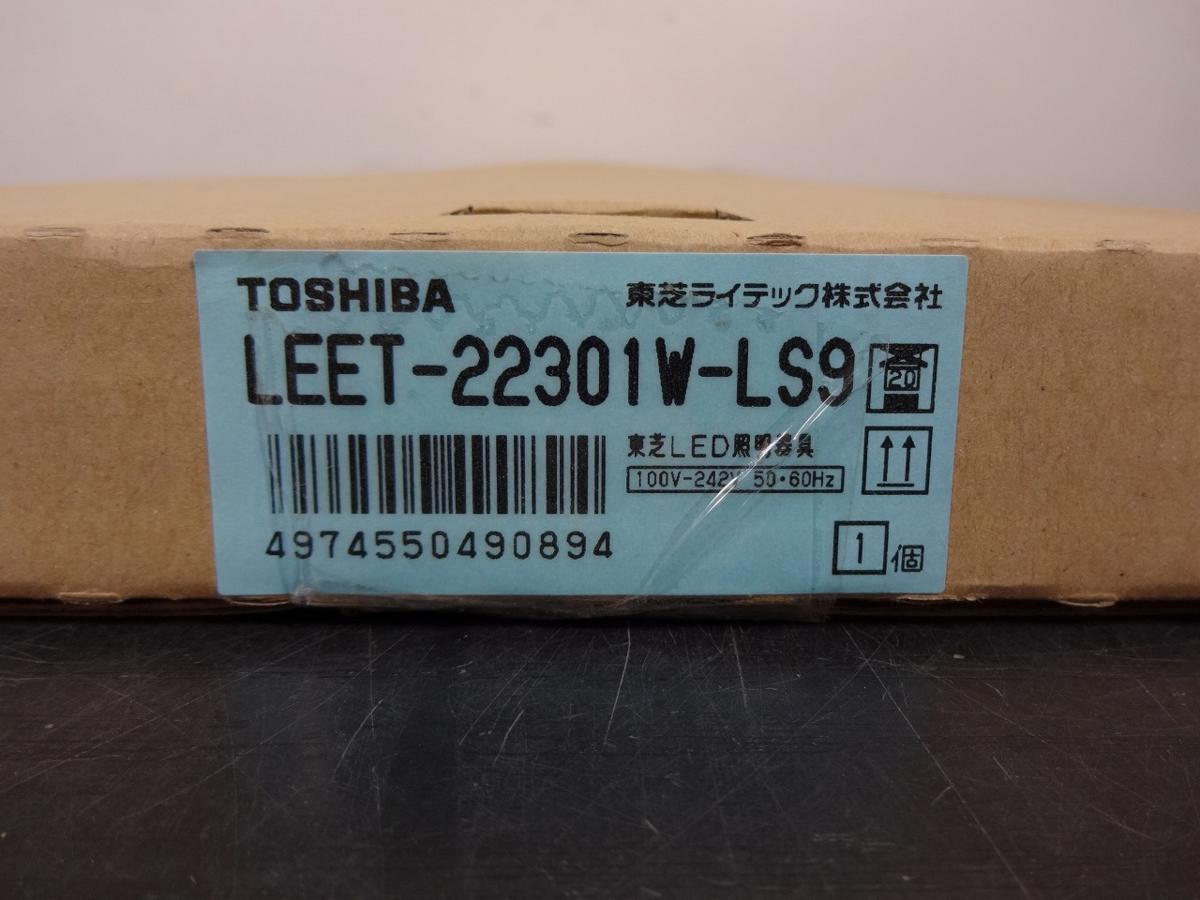 TOSHIBA 東芝ライテック株式会社
LEET-22301W-LS9
20
東芝LED照明器具
100V-242V 50・60Hz
4974550490894
1個